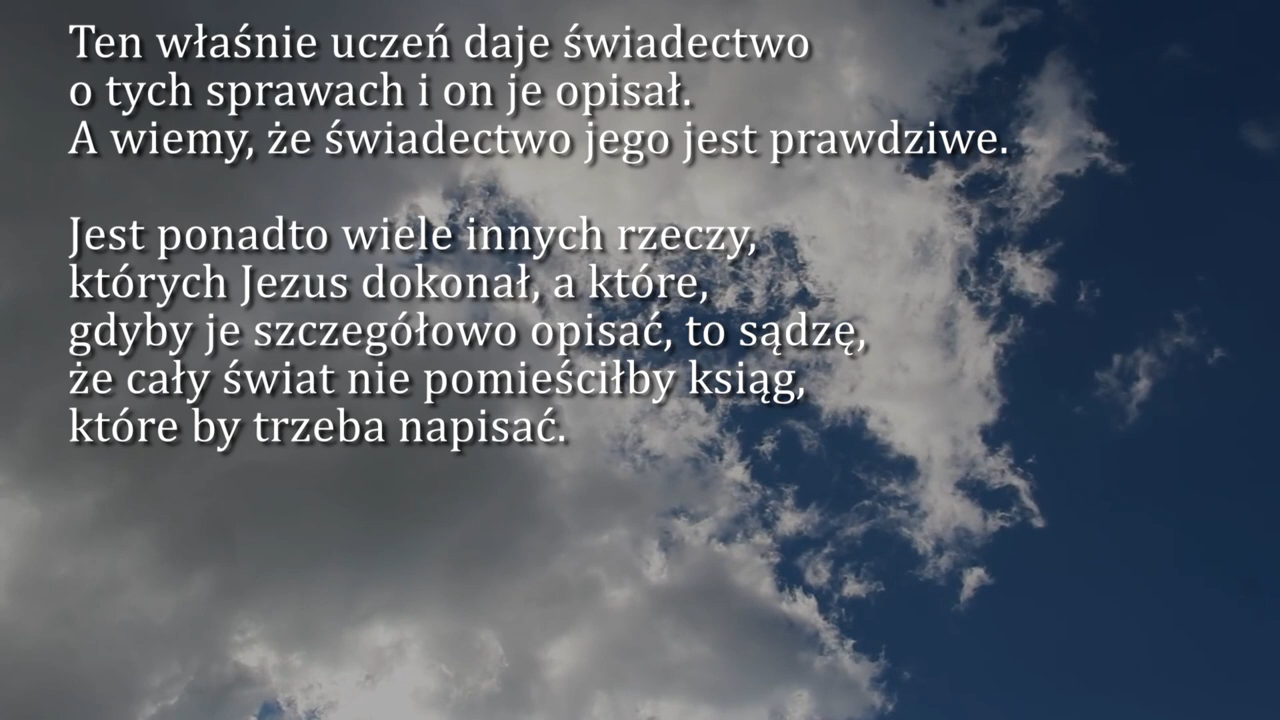 Ten właśnie uczeń daje świadectwo
o tych sprawach i on je opisał.
A wiemy, że świadectwo jego jest prawdziwe.
Jest ponadto wiele innych rzeczy,
których Jezus dokonał, a które,
gdyby je szczegółowo opisać, to sądzę,
że cały świat nie pomieściłby ksiąg,
które by trzeba napisać.